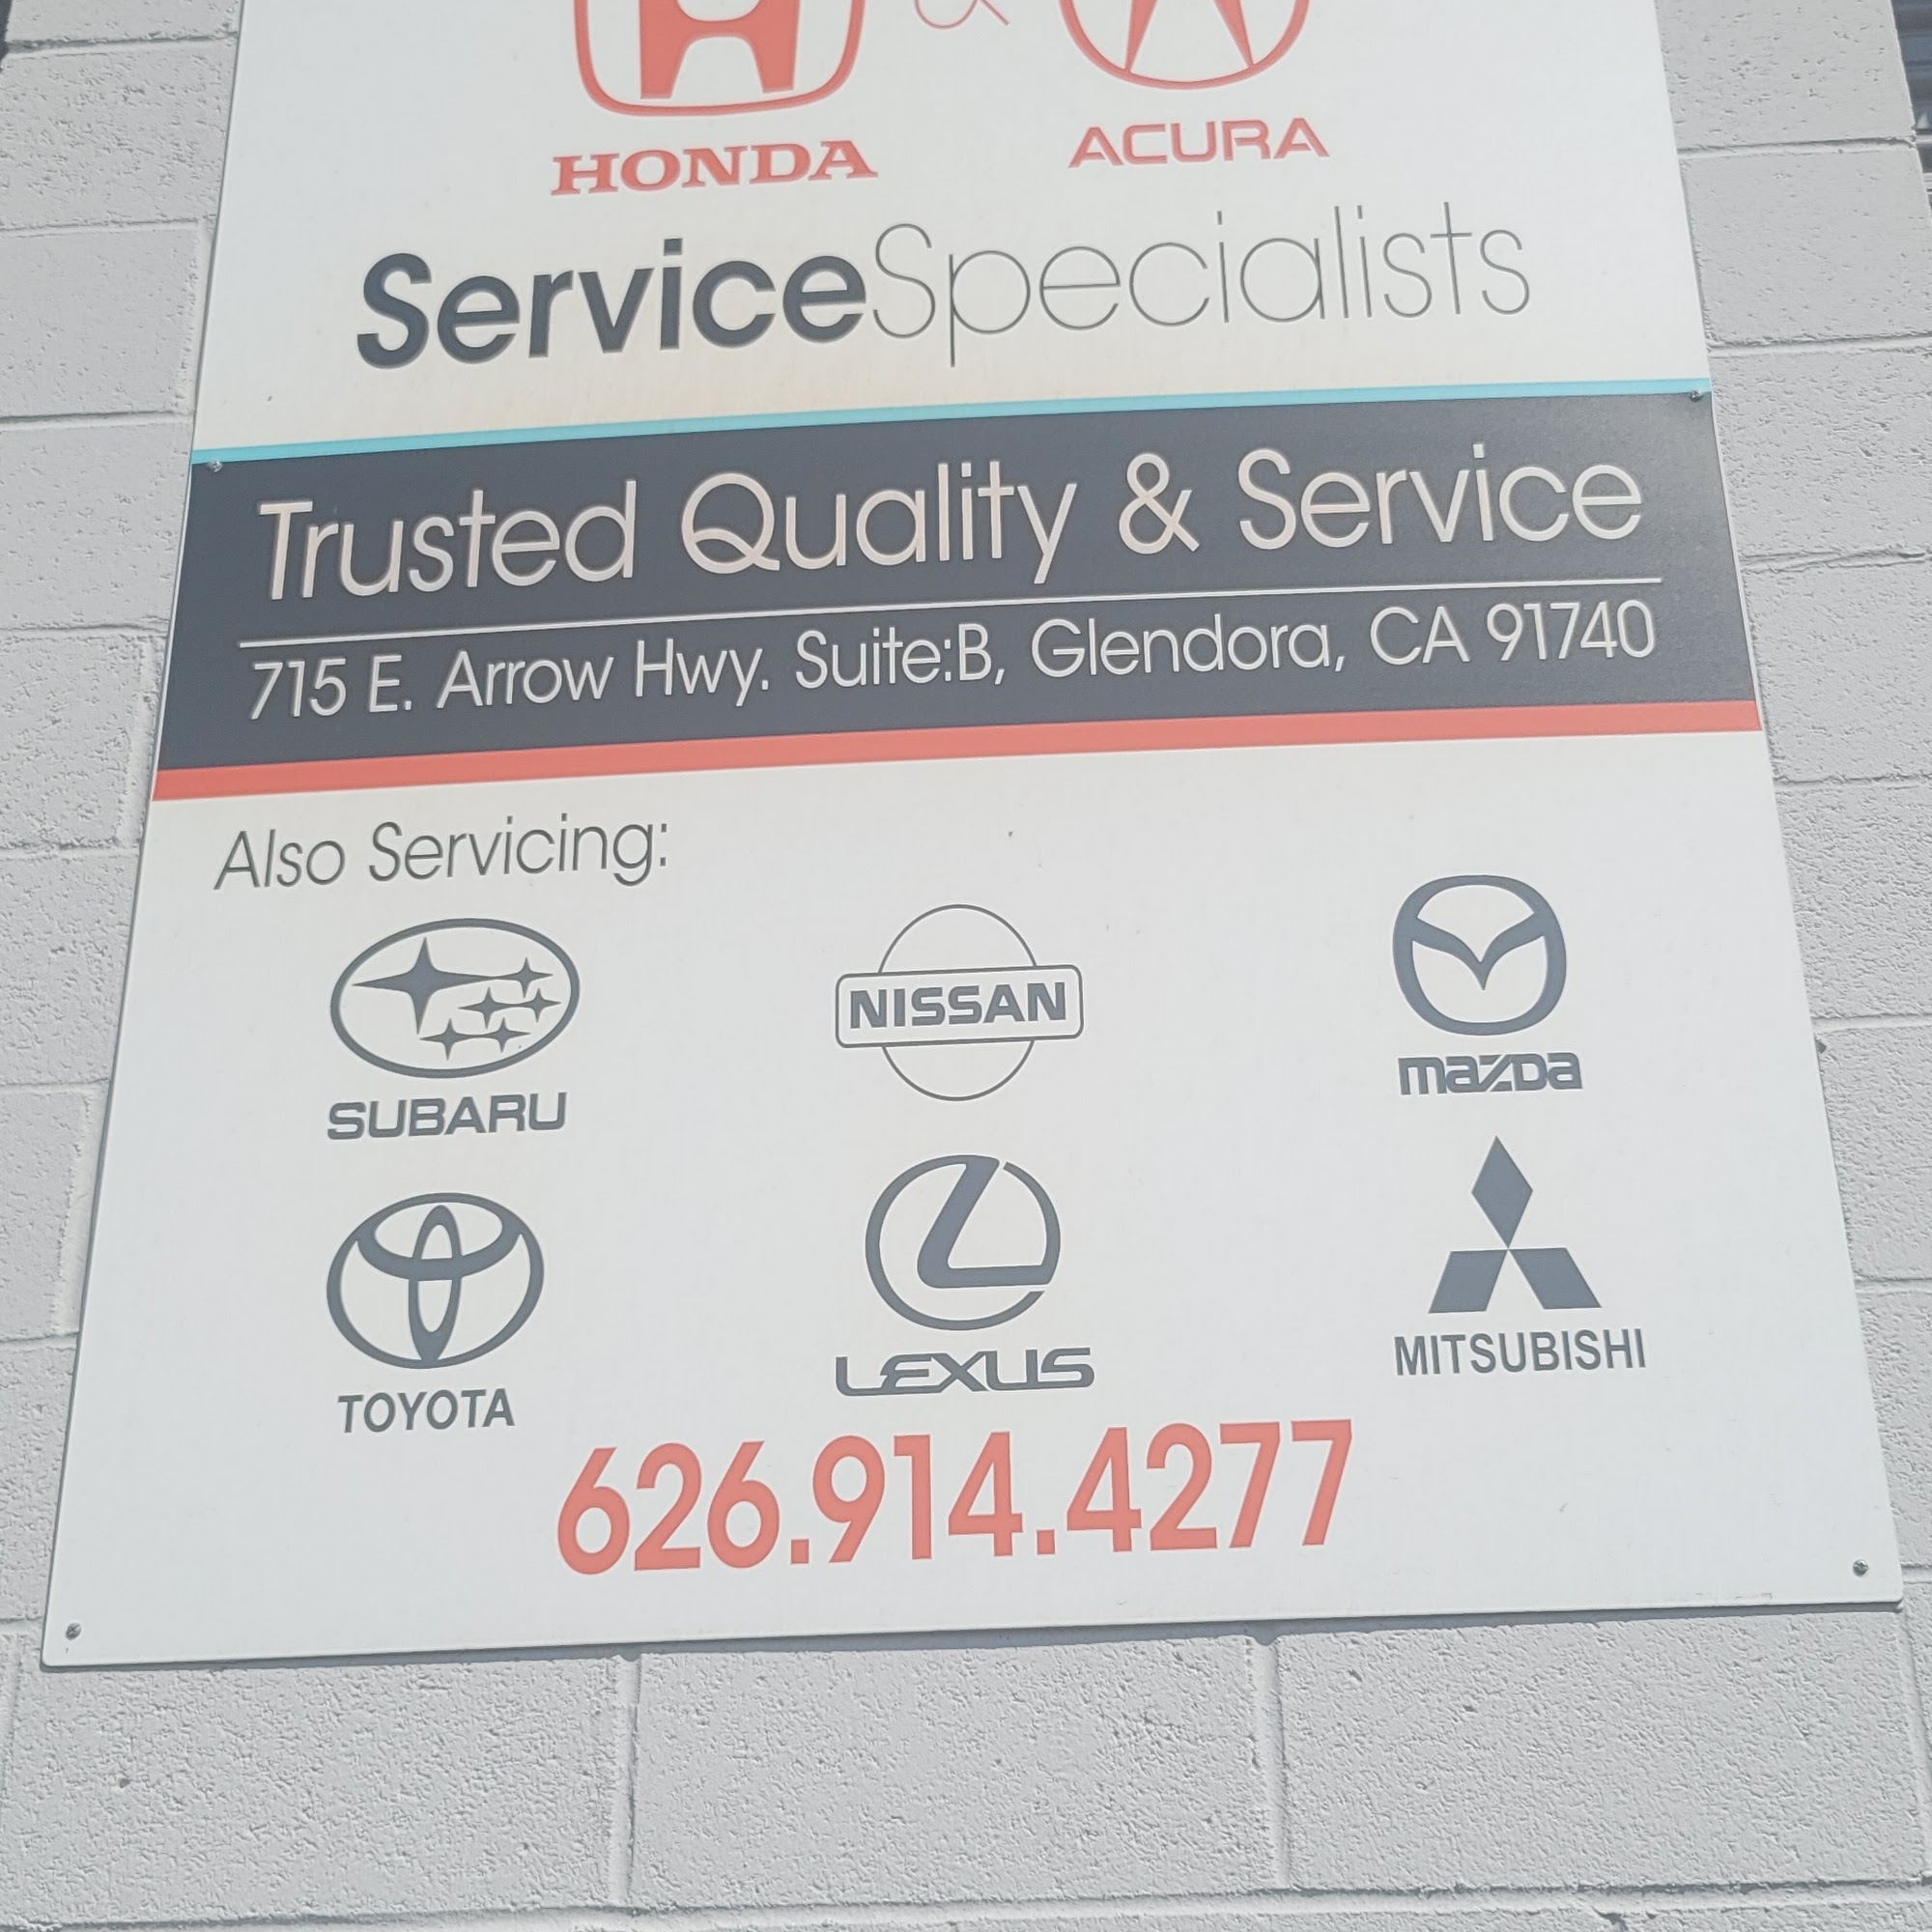 &
HONDA ACURA
ServiceSpecialists
Trusted Quality & Service
715 E. Arrow Hwy. Suite:B, Glendora, CA 91740
Also Servicing:
SUBARU NISSAN mazDa
TOYOTA LEXUS MITSUBISHI
626.914.4277